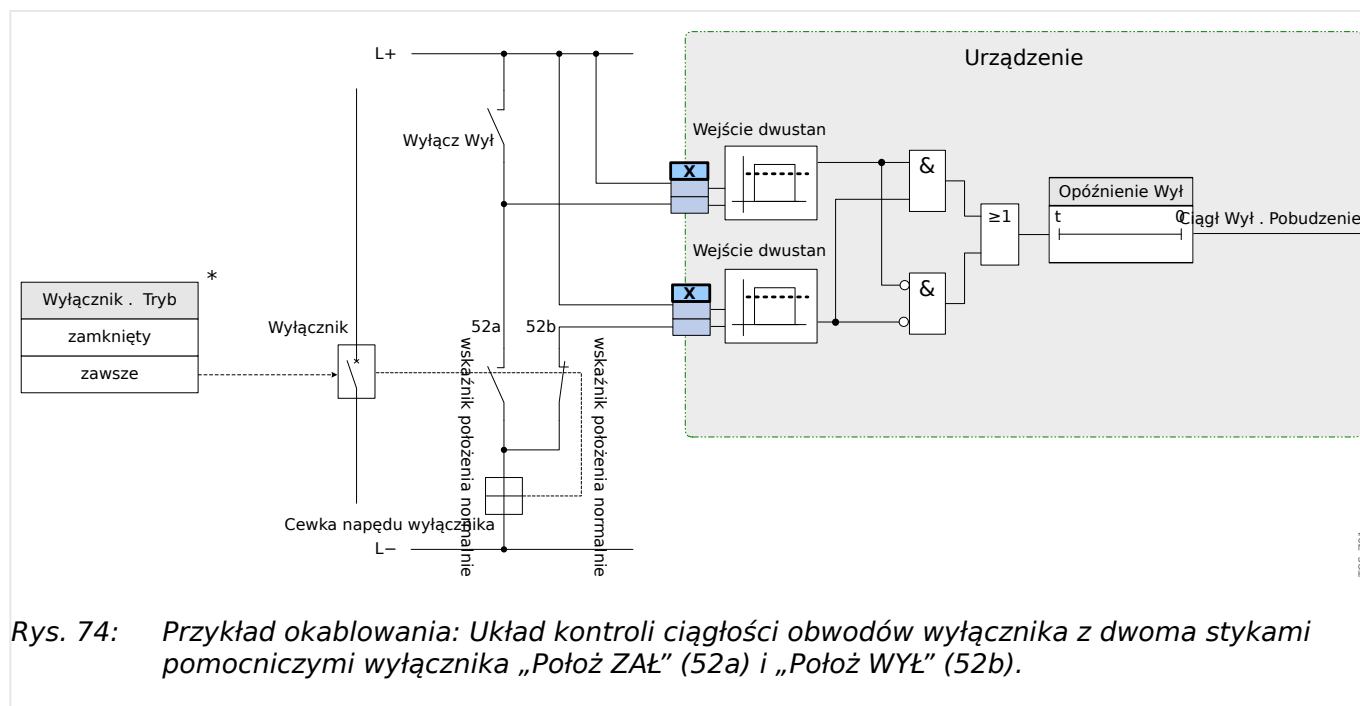 L+
Urządzenie
Wejście dwustan
Wyłącz Wył
X
&
≥1
Opóźnienie Wył
t
0
Ciągł Wył . Pobudzenie
Wejście dwustan
X
&
*
Wyłącznik . Tryb
zamknięty
zawsze
Wyłącznik
52a
52b
wskaźnik położenia normalnie
wskaźnik położenia normalnie
Cewka napędu wyłącznika
L−
Rys. 74: Przykład okablowania: Układ kontroli ciągłości obwodów wyłącznika z dwoma stykami
pomocniczymi wyłącznika „Położ ZAŁ” (52a) i „Położ WYŁ” (52b).